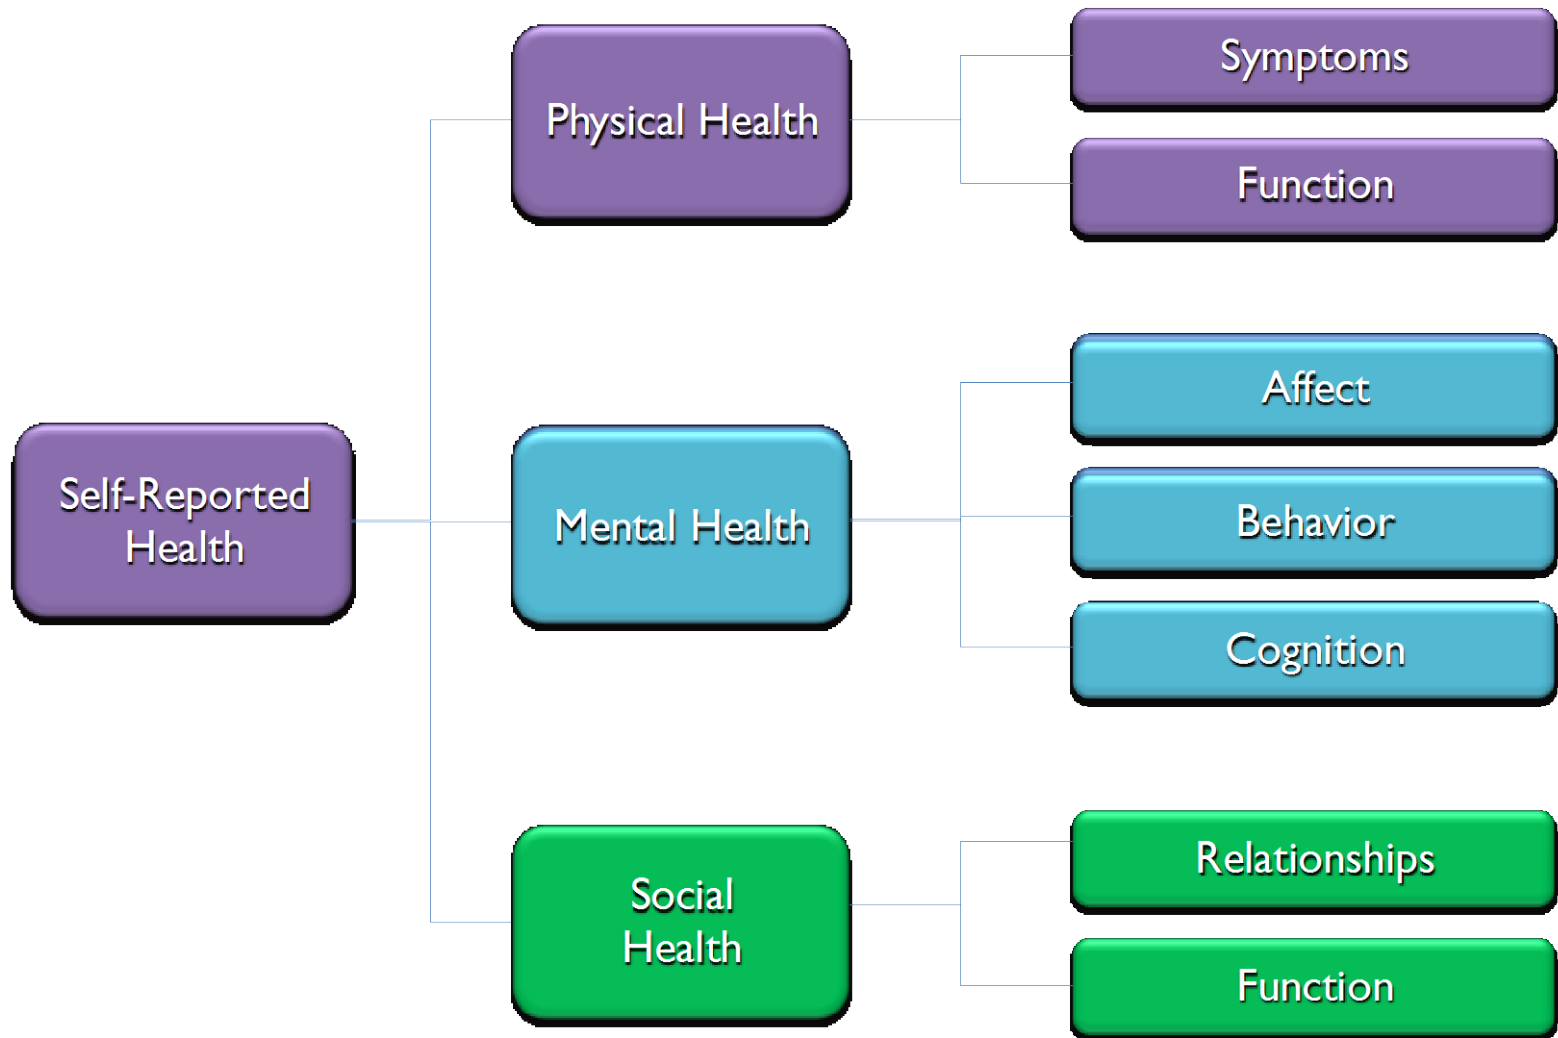 Symptoms
Physical Health
Function
Affect
Self-Reported
Health
Mental Health
Behavior
Cognition
Relationships
Social
Health
Function